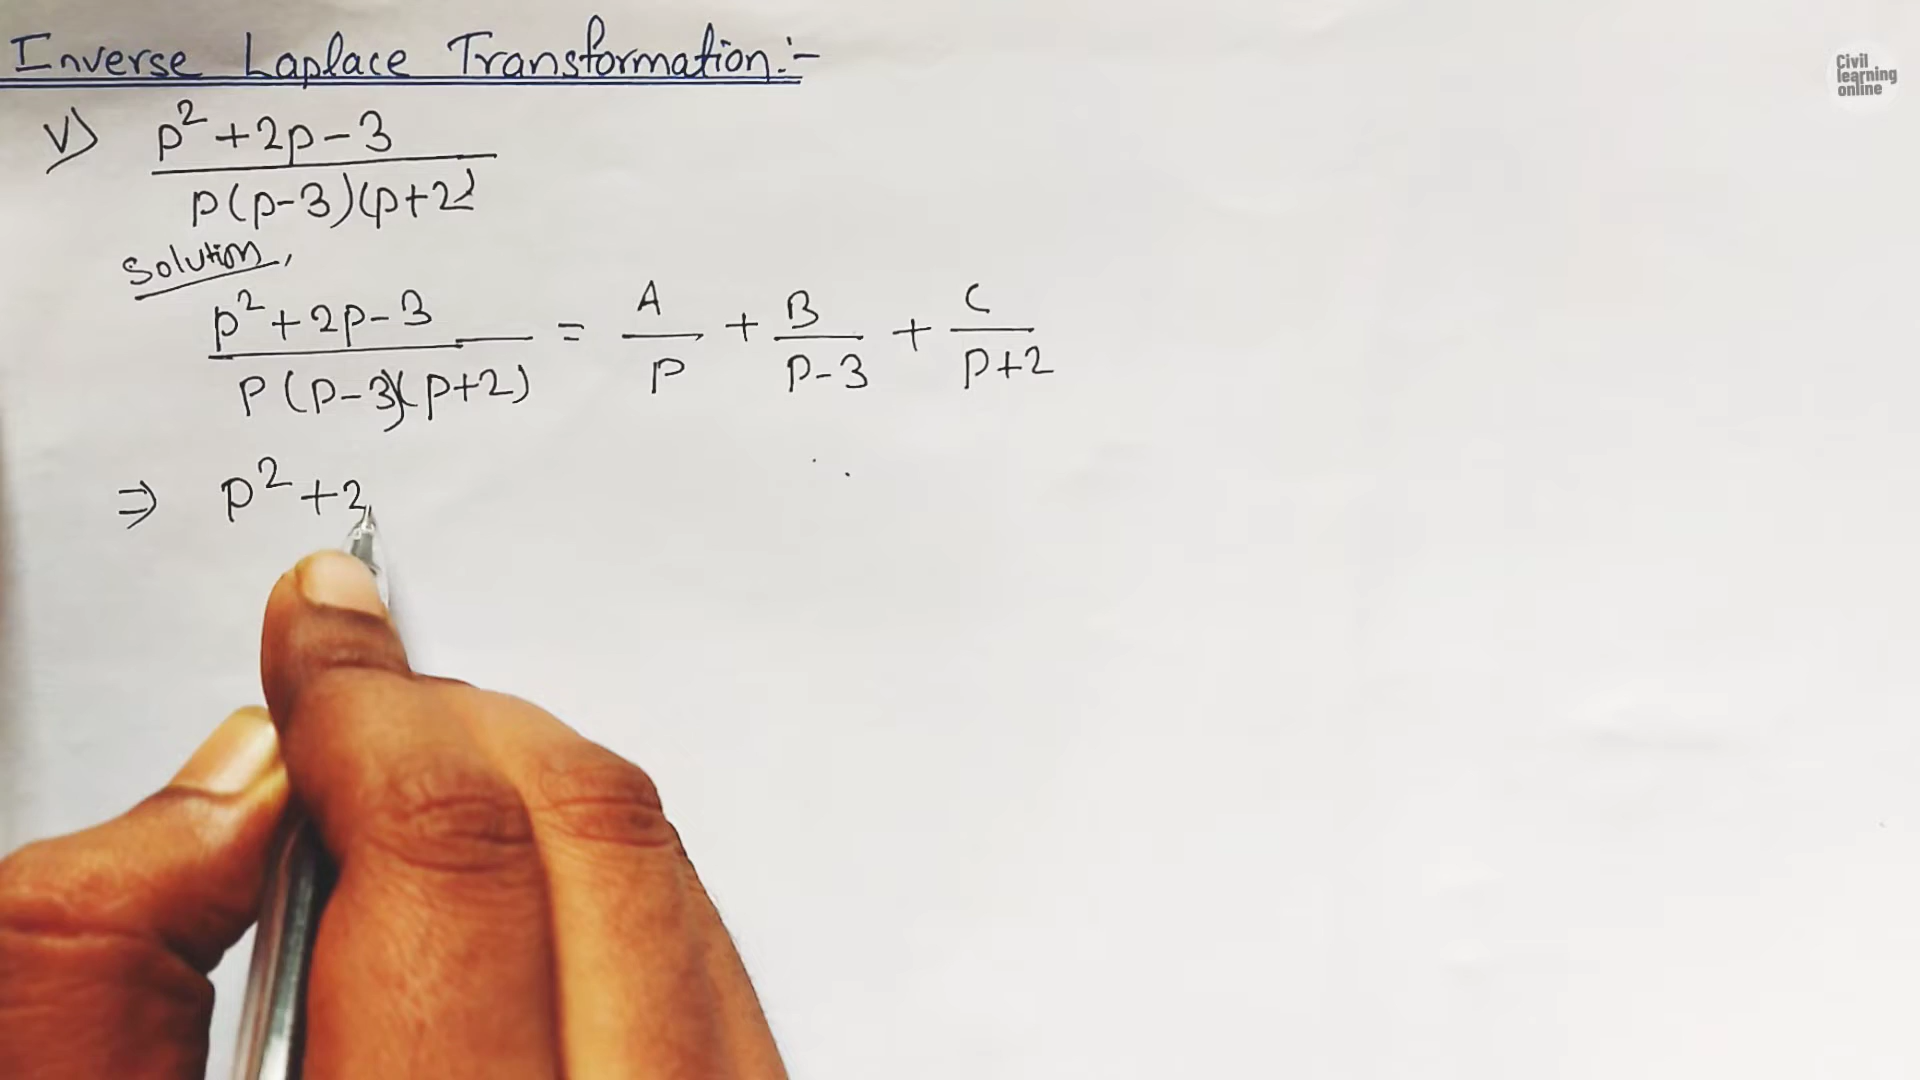 Inverse Laplace Transformation:-
V) p² + 2p - 3
p(p-3)(p+2)
Solution,
p² + 2p - 3 / P(p-3)(p+2) = A/P + B/P-3 + C/P+2
⇒ p² + 2
Civil
learning
online